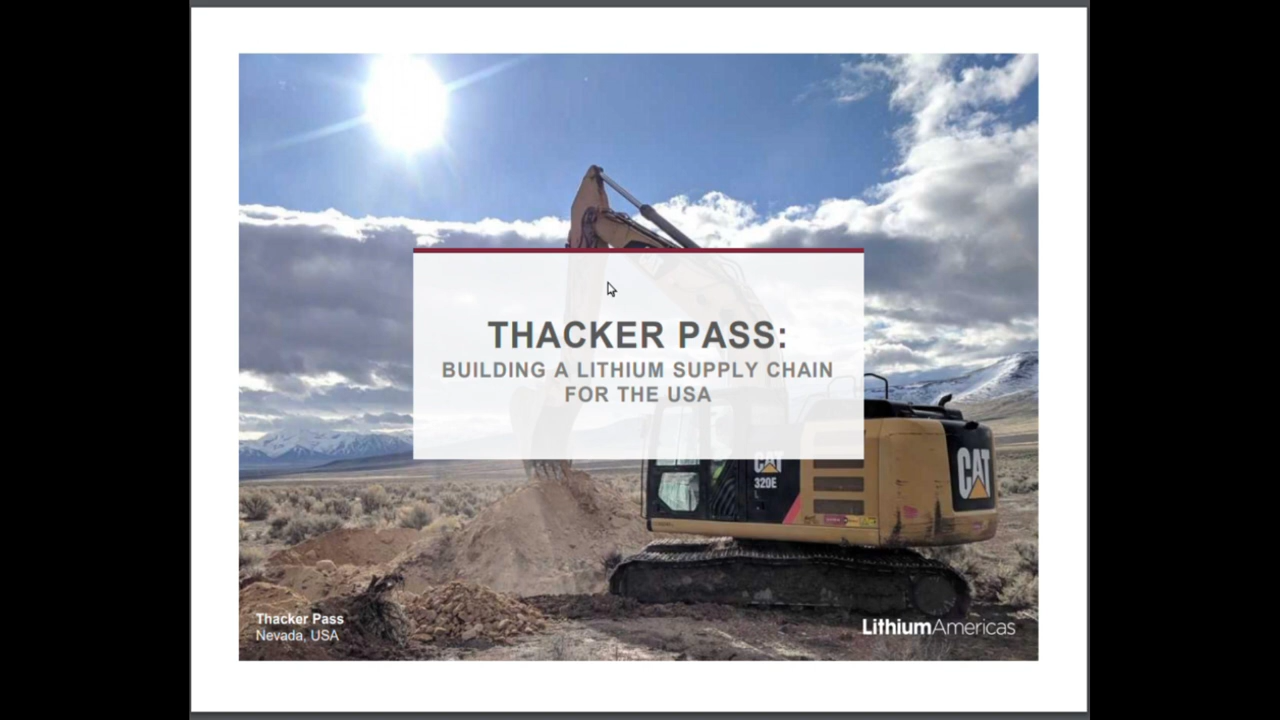 THACKER PASS:
BUILDING A LITHIUM SUPPLY CHAIN
FOR THE USA
CAT
320E
CAT
Thacker Pass
Nevada, USA
LithiumAmericas